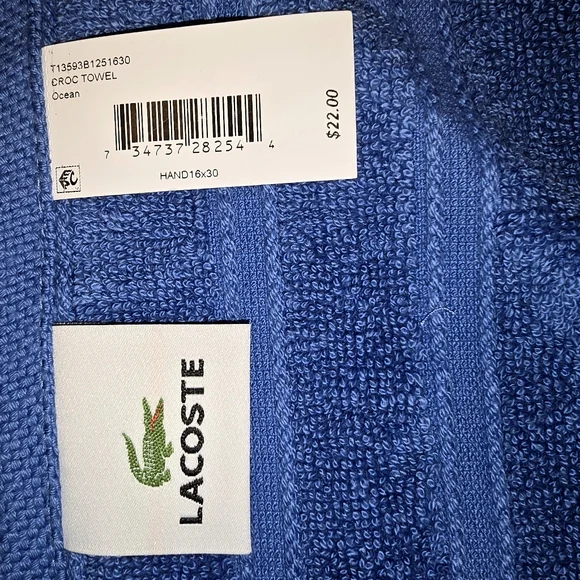 T13593B1251630
CROC TOWEL
Ocean
$22.00
7 34737 28254 4
HAND16x30
LACOSTE